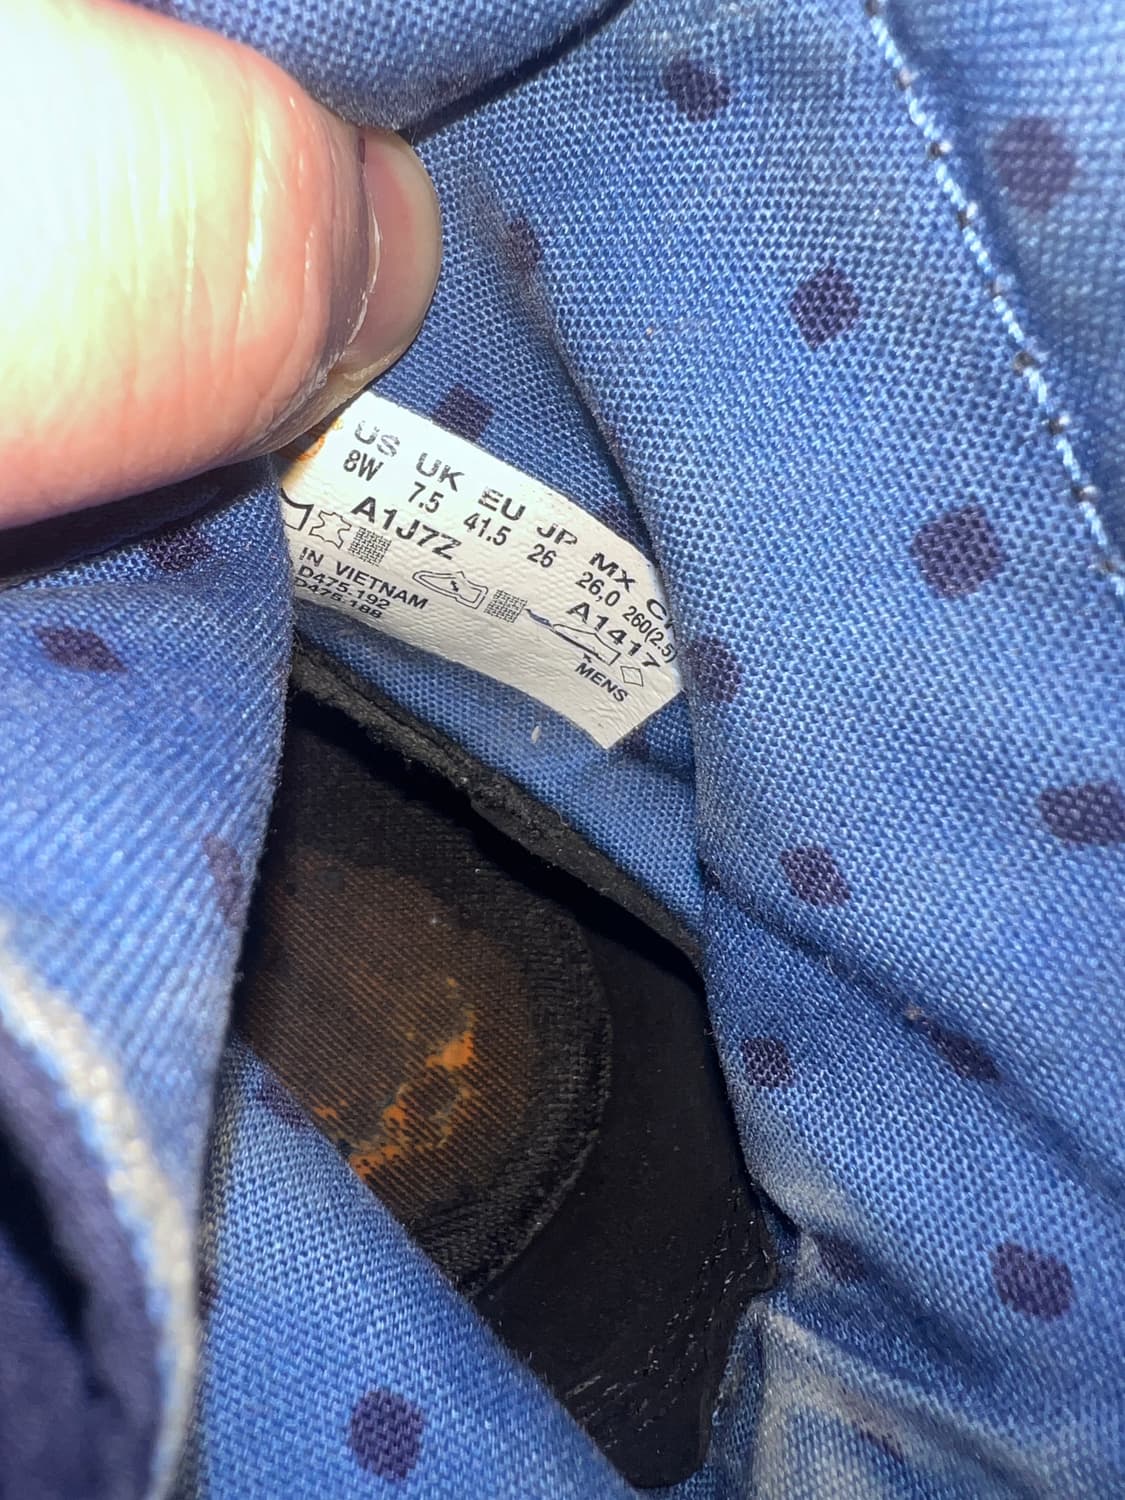 US UK EU JP MX
8W 7.5 41.5 26 26,0 260(2.5)
A1J7Z A1417
IN VIETNAM
D475.192
D475.188
MENS